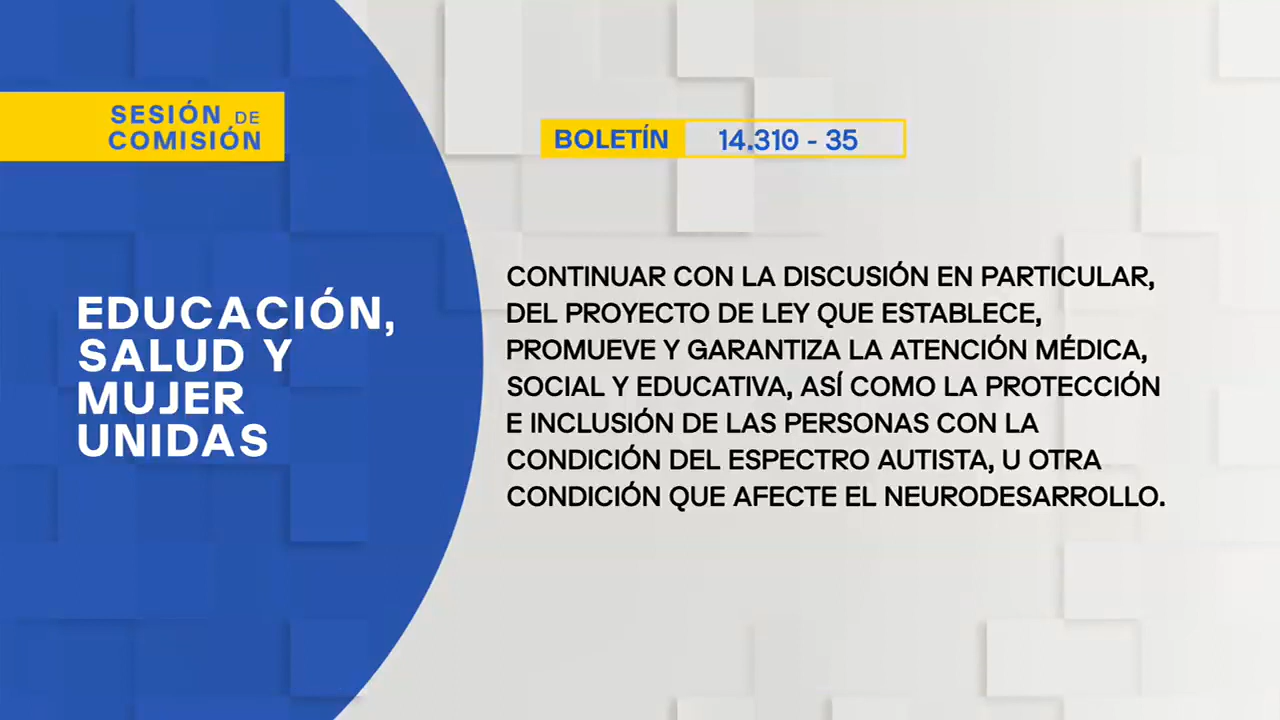 SESIÓN DE
COMISIÓN
EDUCACIÓN,
SALUD Y
MUJER
UNIDAS
BOLETÍN 14.310 - 35
CONTINUAR CON LA DISCUSIÓN EN PARTICULAR,
DEL PROYECTO DE LEY QUE ESTABLECE,
PROMUEVE Y GARANTIZA LA ATENCIÓN MÉDICA,
SOCIAL Y EDUCATIVA, ASÍ COMO LA PROTECCIÓN
E INCLUSIÓN DE LAS PERSONAS CON LA
CONDICIÓN DEL ESPECTRO AUTISTA, U OTRA
CONDICIÓN QUE AFECTE EL NEURODESARROLLO.